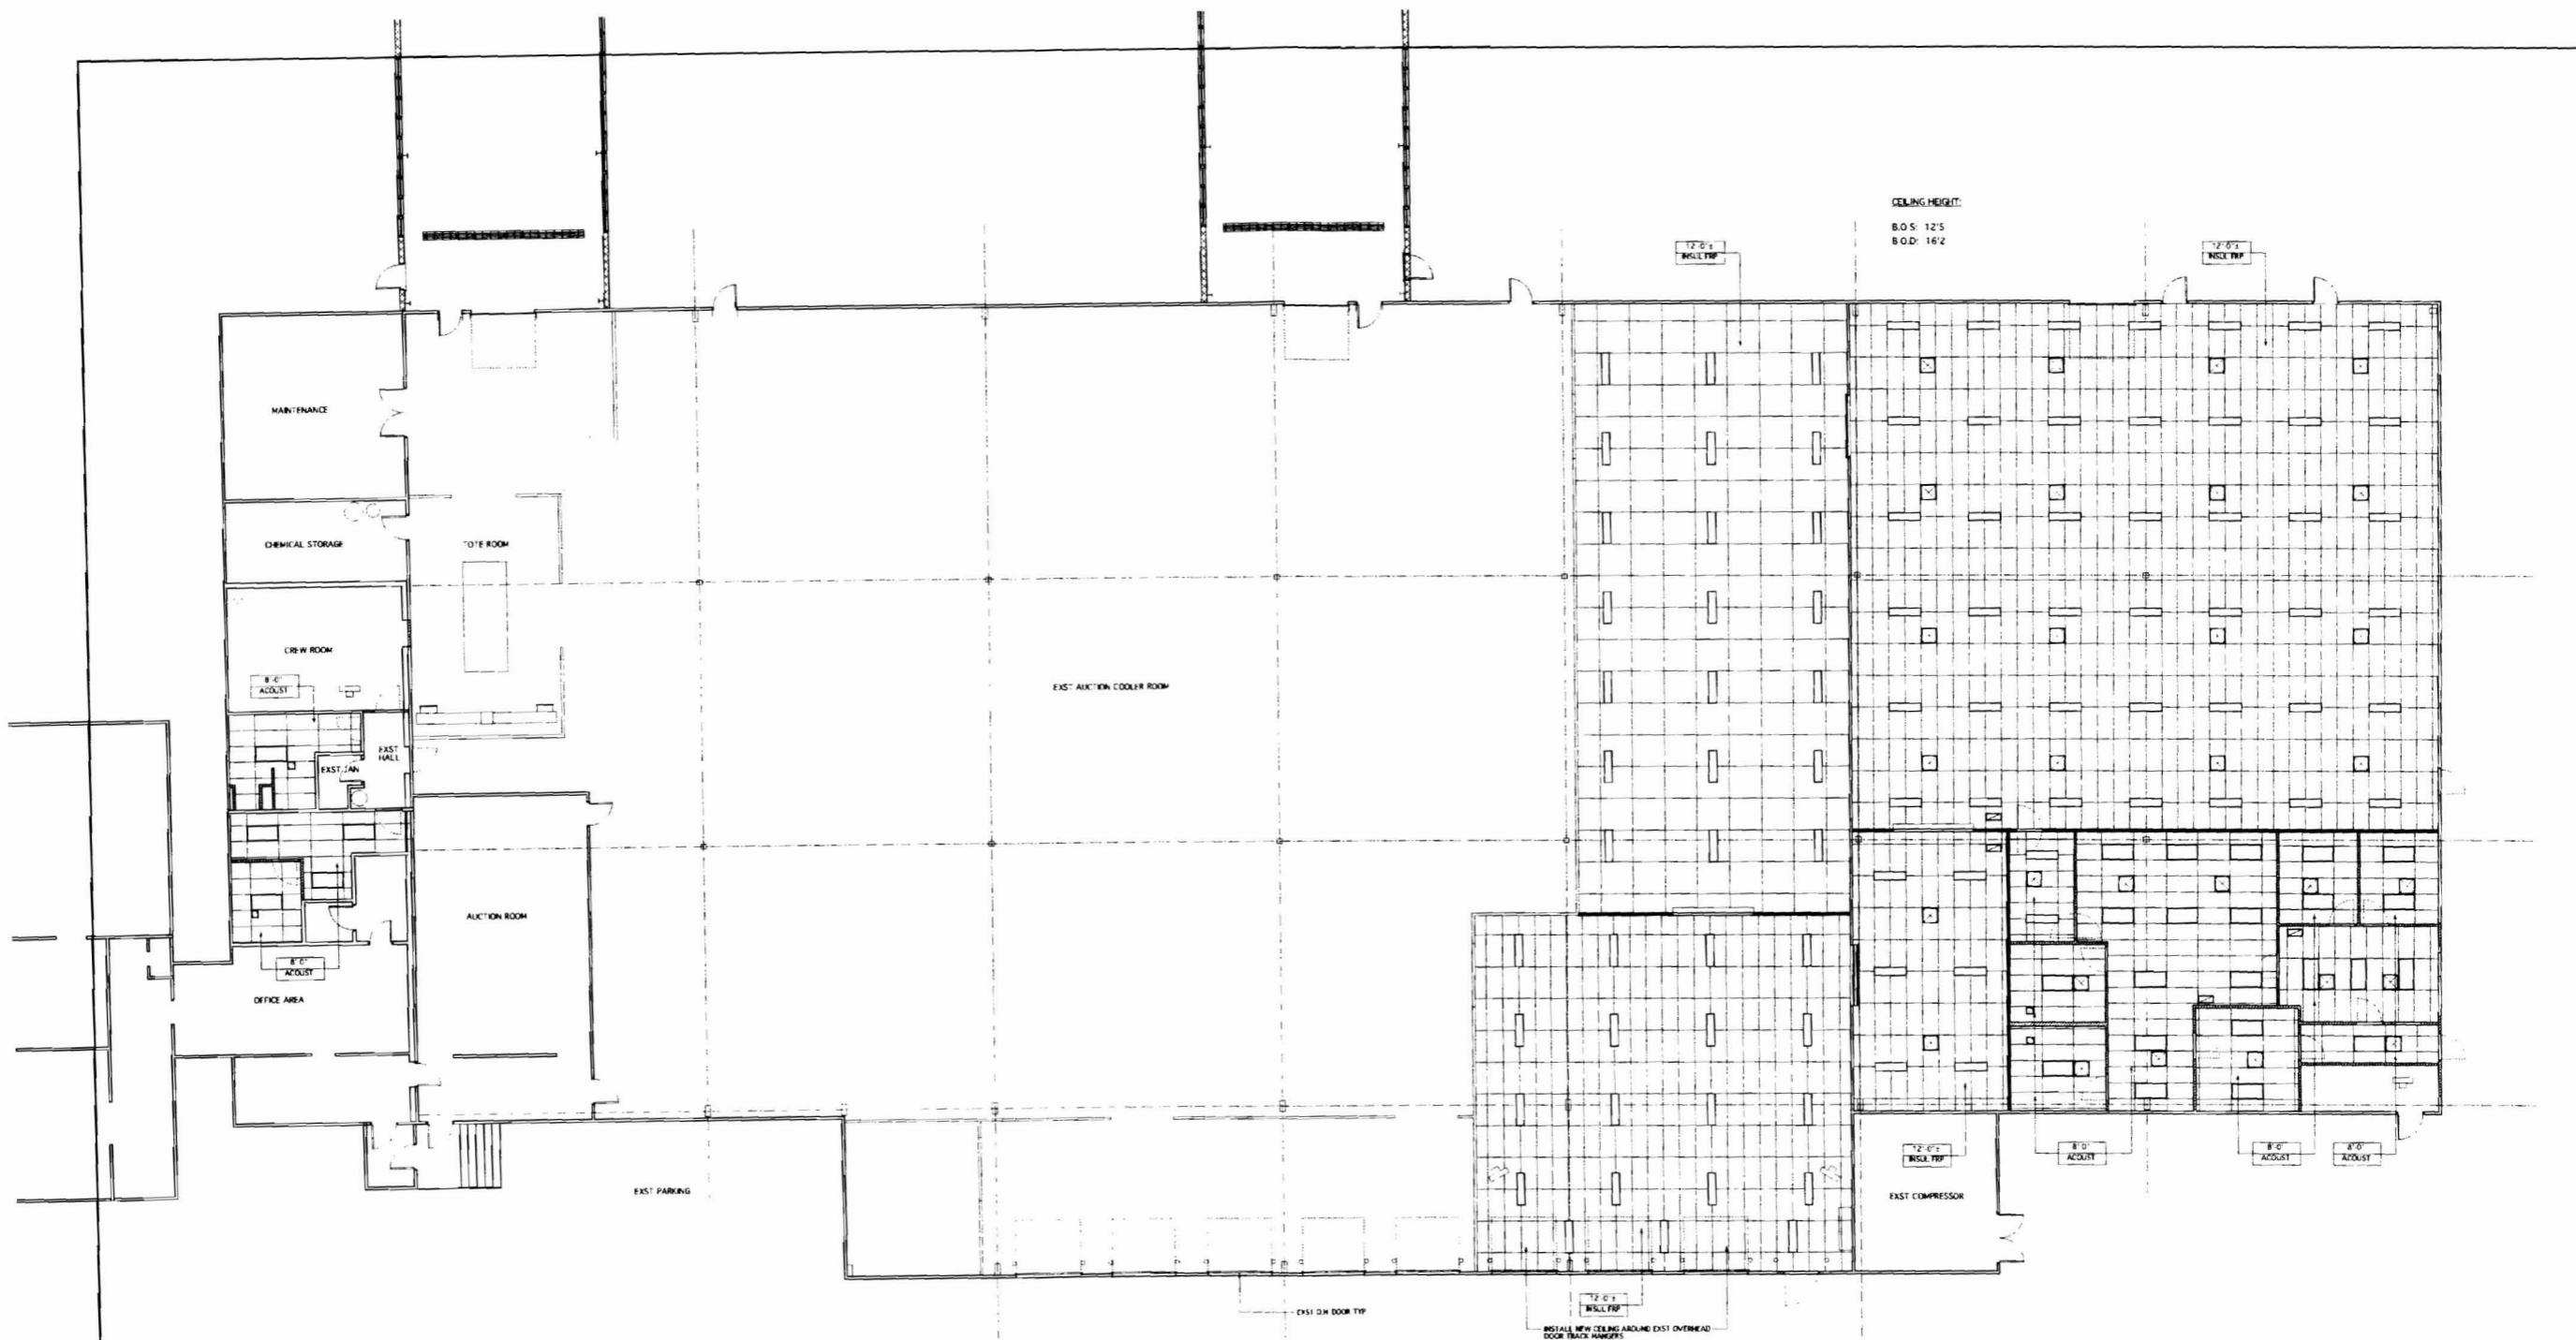 CEILING HEIGHT:
B.O.S: 12'5
B.O.D: 16'2
12'-0"±
INSUL FRP
12'-0"±
INSUL FRP
MAINTENANCE
CHEMICAL STORAGE
TOTE ROOM
CREW ROOM
8'-0"
ACOUST
EXST AUCTION COOLER ROOM
EXST
HALL
EXST JAN
AUCTION ROOM
8'-0"
ACOUST
OFFICE AREA
12'-0"±
INSUL FRP
8'-0"
ACOUST
8'-0"
ACOUST
8'-0"
ACOUST
EXST PARKING
EXST COMPRESSOR
EXST O.H DOOR TYP
12'-0"±
INSUL FRP
INSTALL NEW CEILING AROUND EXST OVERHEAD
DOOR TRACK HANGERS